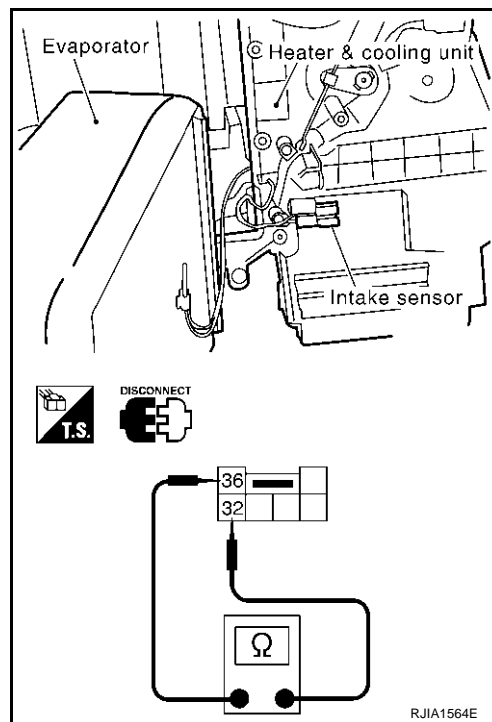 Evaporator
Heater & cooling unit
Intake sensor
T.S.
DISCONNECT
36
32
Ω
RJIA1564E